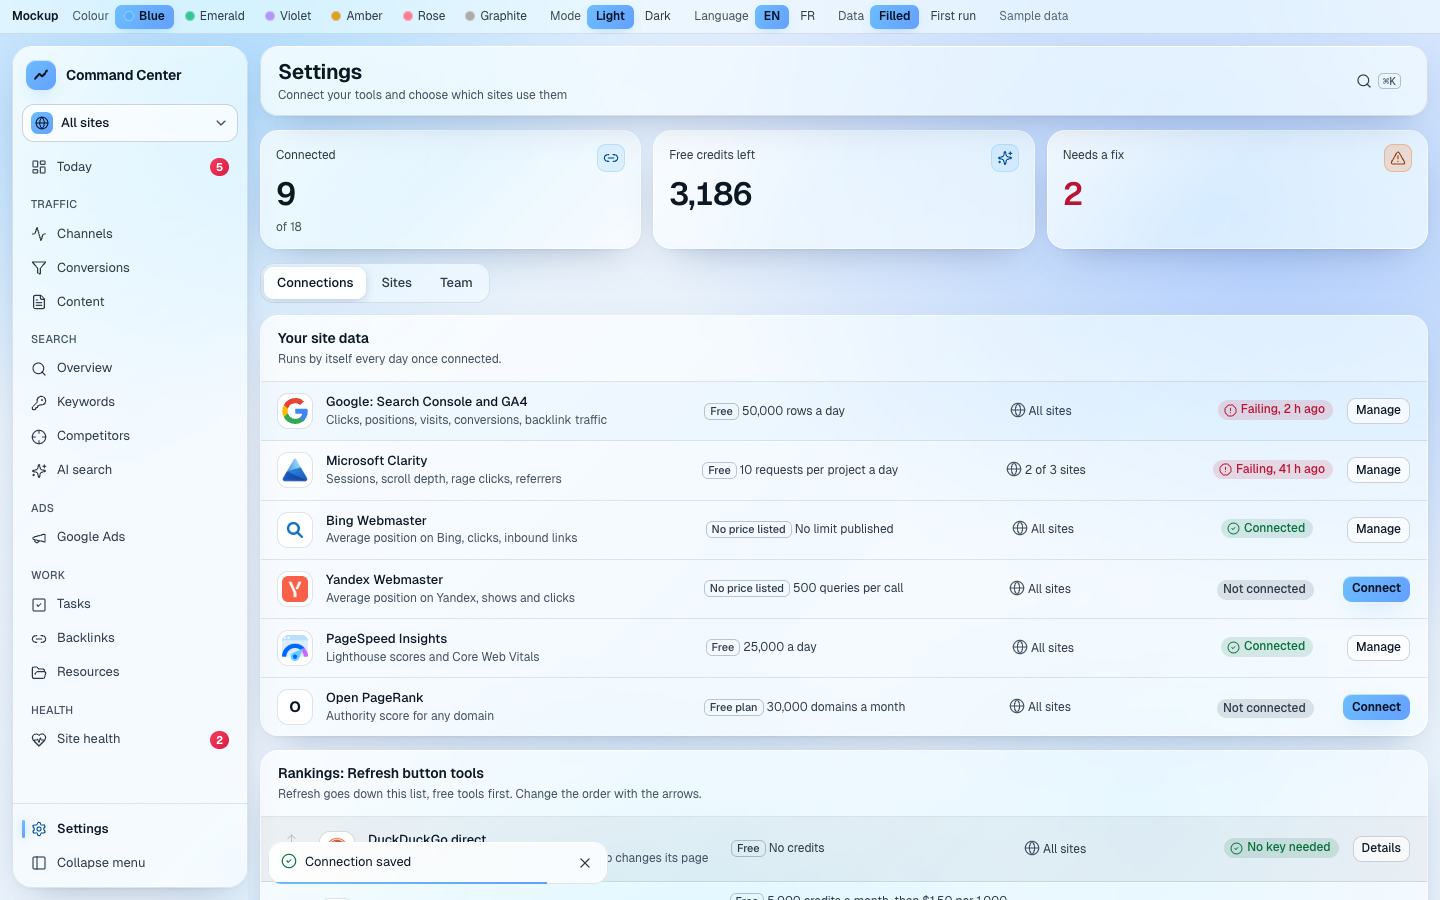 Mockup Colour Blue Emerald Violet Amber Rose Graphite Mode Light Dark Language EN FR Data Filled First run Sample data
Command Center
All sites
Today 5
TRAFFIC
Channels
Conversions
Content
SEARCH
Overview
Keywords
Competitors
AI search
ADS
Google Ads
WORK
Tasks
Backlinks
Resources
HEALTH
Site health 2
Settings
Collapse menu
Settings
Connect your tools and choose which sites use them
⌘K
Connected
9
of 18
Free credits left
3,186
Needs a fix
2
Connections Sites Team
Your site data
Runs by itself every day once connected.
Google: Search Console and GA4
Clicks, positions, visits, conversions, backlink traffic
Free 50,000 rows a day
All sites
Failing, 2 h ago
Manage
Microsoft Clarity
Sessions, scroll depth, rage clicks, referrers
Free 10 requests per project a day
2 of 3 sites
Failing, 41 h ago
Manage
Bing Webmaster
Average position on Bing, clicks, inbound links
No price listed No limit published
All sites
Connected
Manage
Yandex Webmaster
Average position on Yandex, shows and clicks
No price listed 500 queries per call
All sites
Not connected
Connect
PageSpeed Insights
Lighthouse scores and Core Web Vitals
Free 25,000 a day
All sites
Connected
Manage
O
Open PageRank
Authority score for any domain
Free plan 30,000 domains a month
All sites
Not connected
Connect
Rankings: Refresh button tools
Refresh goes down this list, free tools first. Change the order with the arrows.
DuckDuckGo direct
changes its page
Free No credits
All sites
No key needed
Details
Connection saved
Free 5,000 credits a month, then $1.50 per 1,000